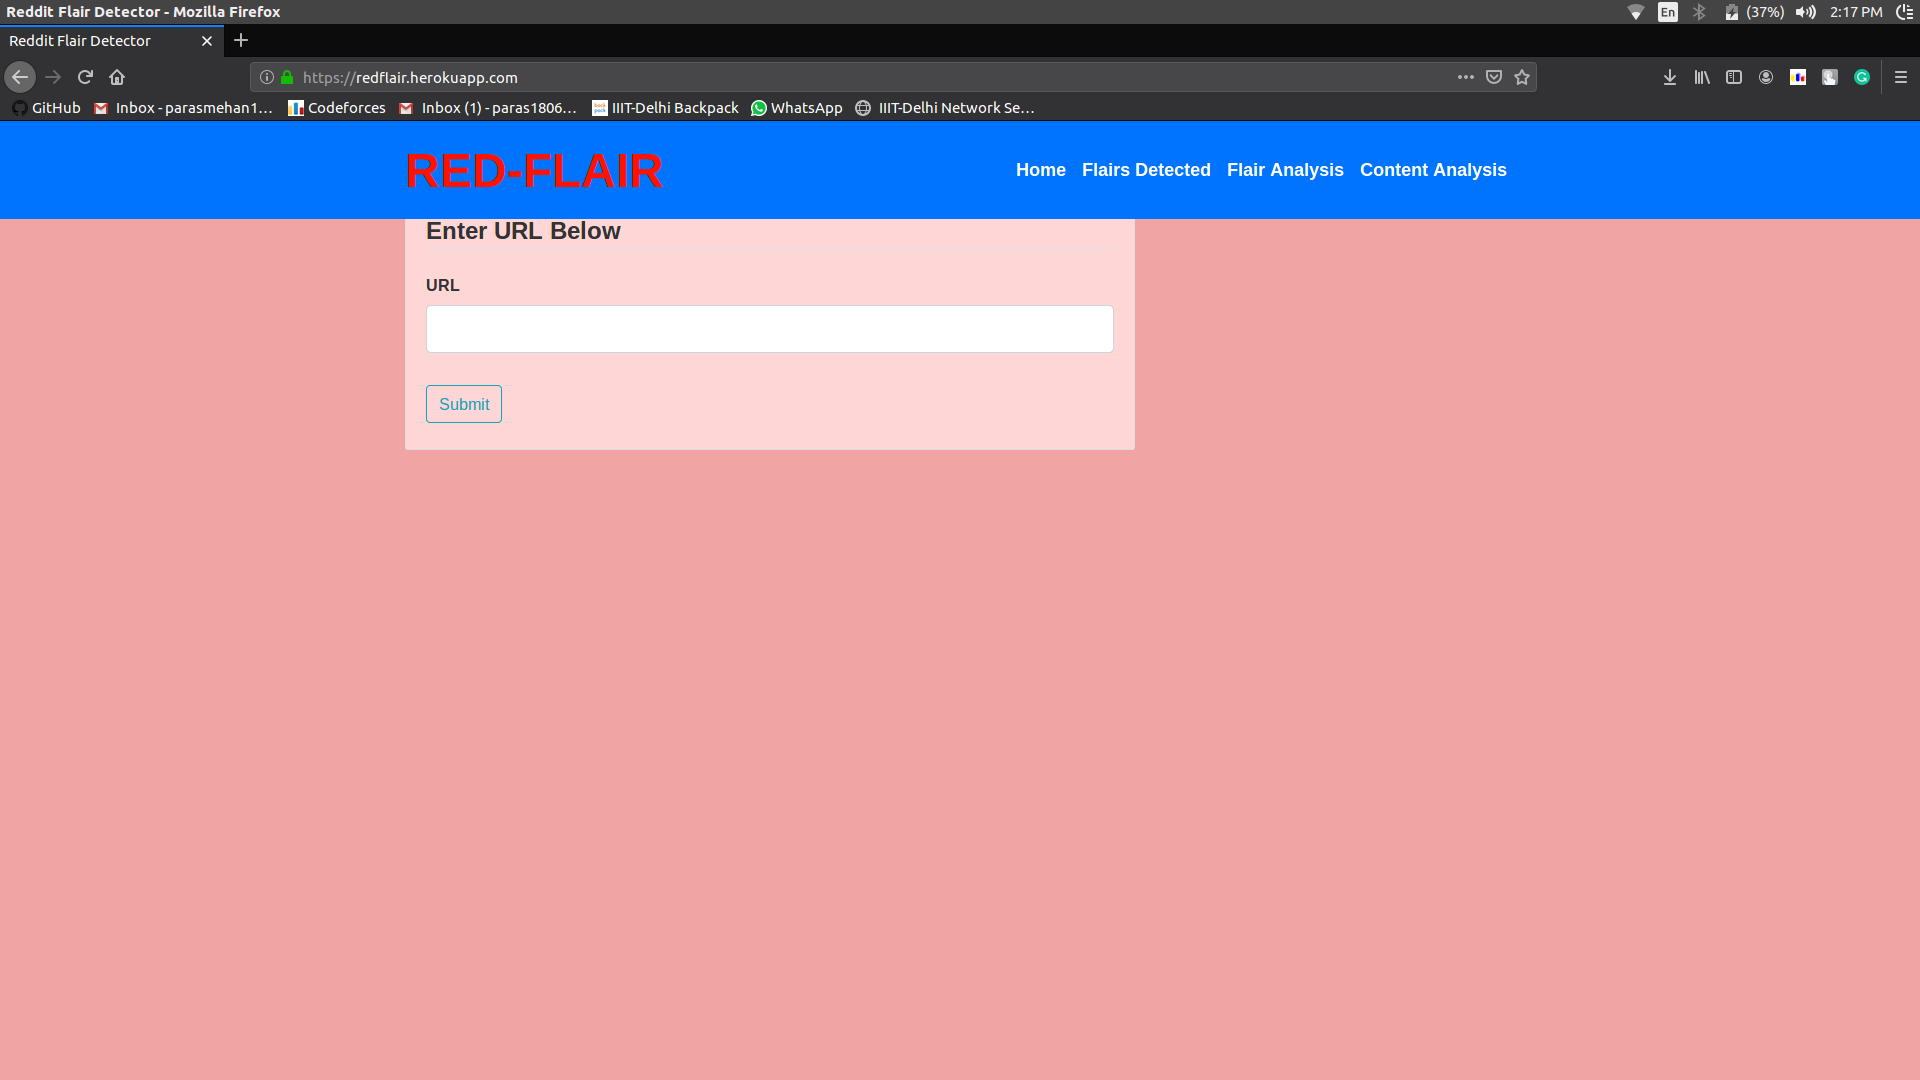 Reddit Flair Detector - Mozilla Firefox
En
(37%)
2:17 PM
Reddit Flair Detector
https://redflair.herokuapp.com
GitHub
Inbox - parasmehan1…
Codeforces
Inbox (1) - paras1806…
IIIT-Delhi Backpack
WhatsApp
IIIT-Delhi Network Se…
RED-FLAIR
Home
Flairs Detected
Flair Analysis
Content Analysis
Enter URL Below
URL
Submit